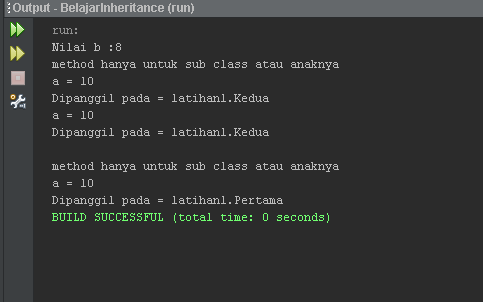 Output - BelajarInheritance (run)
run:
Nilai b :8
method hanya untuk sub class atau anaknya
a = 10
Dipanggil pada = latihan1.Kedua
a = 10
Dipanggil pada = latihan1.Kedua
method hanya untuk sub class atau anaknya
a = 10
Dipanggil pada = latihan1.Pertama
BUILD SUCCESSFUL (total time: 0 seconds)